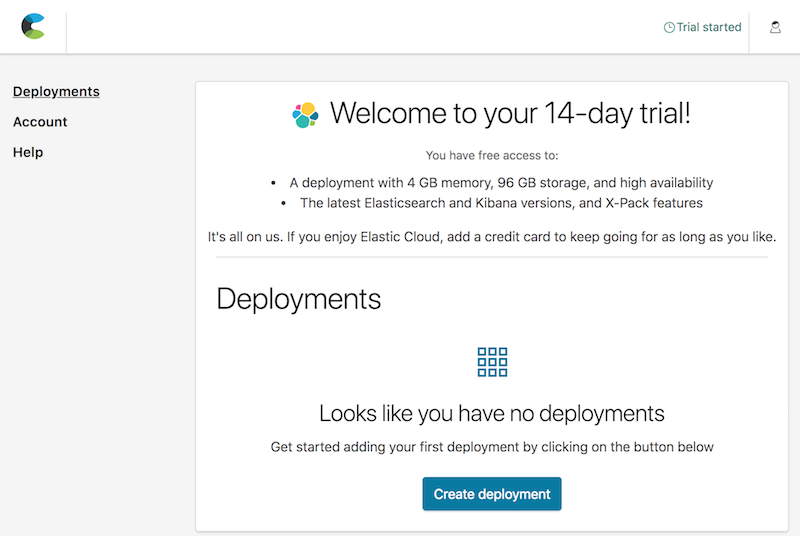 Trial started
Deployments
Account
Help
Welcome to your 14-day trial!
You have free access to:
• A deployment with 4 GB memory, 96 GB storage, and high availability
• The latest Elasticsearch and Kibana versions, and X-Pack features
It's all on us. If you enjoy Elastic Cloud, add a credit card to keep going for as long as you like.
Deployments
Looks like you have no deployments
Get started adding your first deployment by clicking on the button below
Create deployment